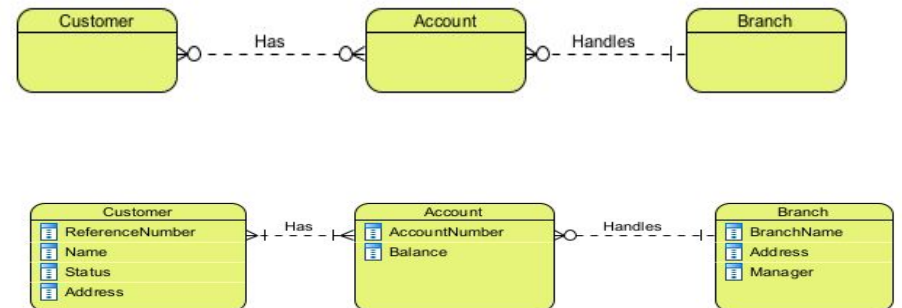 Customer
Has
Account
Handles
Branch
Customer
ReferenceNumber
Name
Status
Address
Has
Account
AccountNumber
Balance
Handles
Branch
BranchName
Address
Manager